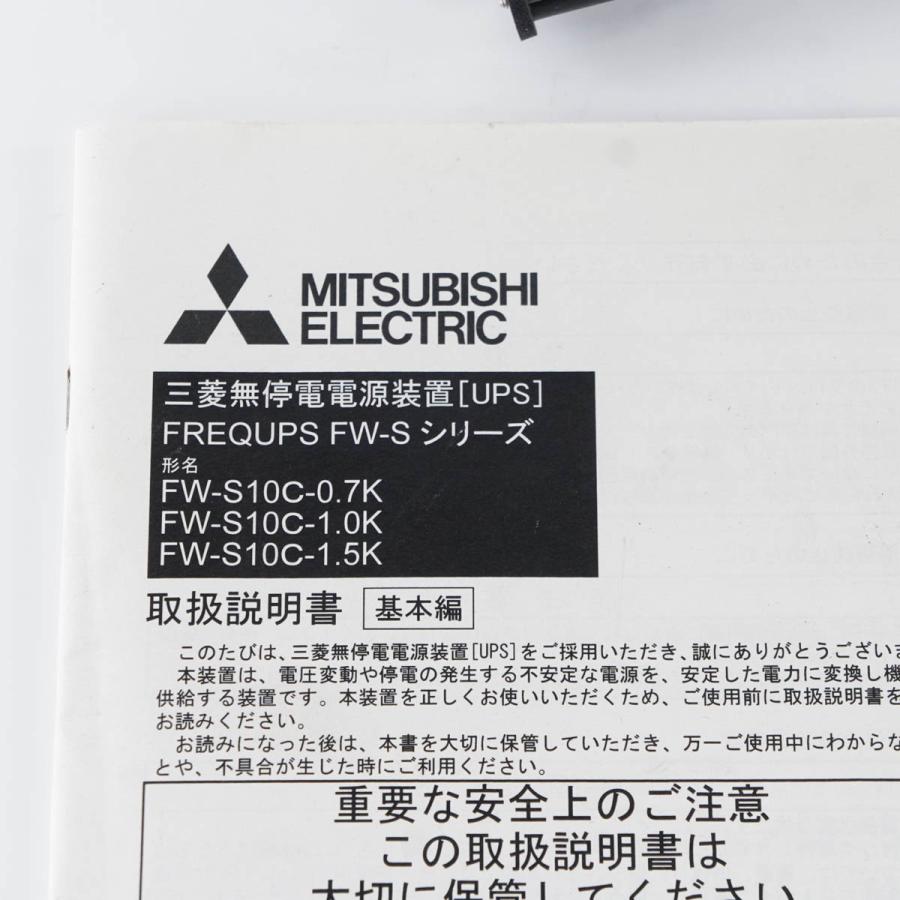 MITSUBISHI
ELECTRIC
三菱無停電電源装置[UPS]
FREQUPS FW-S シリーズ
形名
FW-S10C-0.7K
FW-S10C-1.0K
FW-S10C-1.5K
取扱説明書 基本編
このたびは、三菱無停電電源装置[UPS]をご採用いただき、誠にありがとうござい
本装置は、電圧変動や停電の発生する不安定な電源を、安定した電力に変換し機
供給する装置です。本装置を正しくお使いいただくため、ご使用前に取扱説明書を
お読みください。
お読みになった後は、本書を大切に保管していただき、万一ご使用中にわからな
とや、不具合が生じた時にご利用ください。
重要な安全上のご注意
この取扱説明書は
大切に保管してください